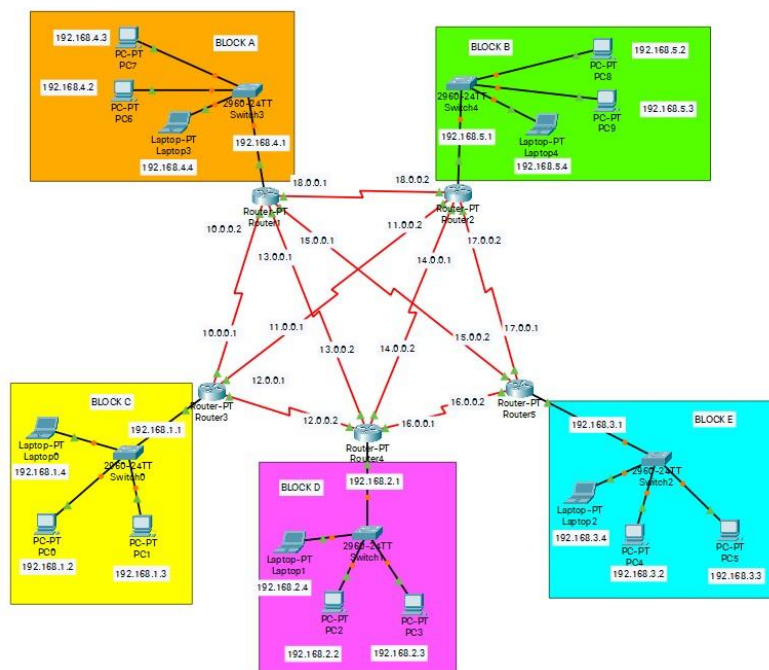 BLOCK A
192.168.4.3
PC-PT
PC7
192.168.4.2
PC-PT
PC6
2960-24TT
Switch3
Laptop-PT
Laptop3
192.168.4.1
192.168.4.4
BLOCK B
192.168.5.2
PC-PT
PC8
2960-24TT
Switch4
192.168.5.3
PC-PT
PC9
192.168.5.1
Laptop-PT
Laptop4
192.168.5.4
18.0.0.1
18.0.0.2
Router-PT
Router1
Router-PT
Router2
10.0.0.2
13.0.0.1
15.0.0.1
11.0.0.2
14.0.0.1
17.0.0.2
10.0.0.1
11.0.0.1
13.0.0.2
14.0.0.2
15.0.0.2
17.0.0.1
12.0.0.1
12.0.0.2
16.0.0.2
16.0.0.1
Router-PT
Router3
Router-PT
Router4
Router-PT
Router5
BLOCK C
192.168.1.1
Laptop-PT
Laptop0
192.168.1.4
2960-24TT
Switch0
PC-PT
PC0
192.168.1.2
PC-PT
PC1
192.168.1.3
BLOCK D
192.168.2.1
2960-24TT
Switch1
Laptop-PT
Laptop1
192.168.2.4
PC-PT
PC2
PC-PT
PC3
192.168.2.2
192.168.2.3
BLOCK E
192.168.3.1
2960-24TT
Switch2
Laptop-PT
Laptop2
192.168.3.4
PC-PT
PC4
192.168.3.2
PC-PT
PC5
192.168.3.3